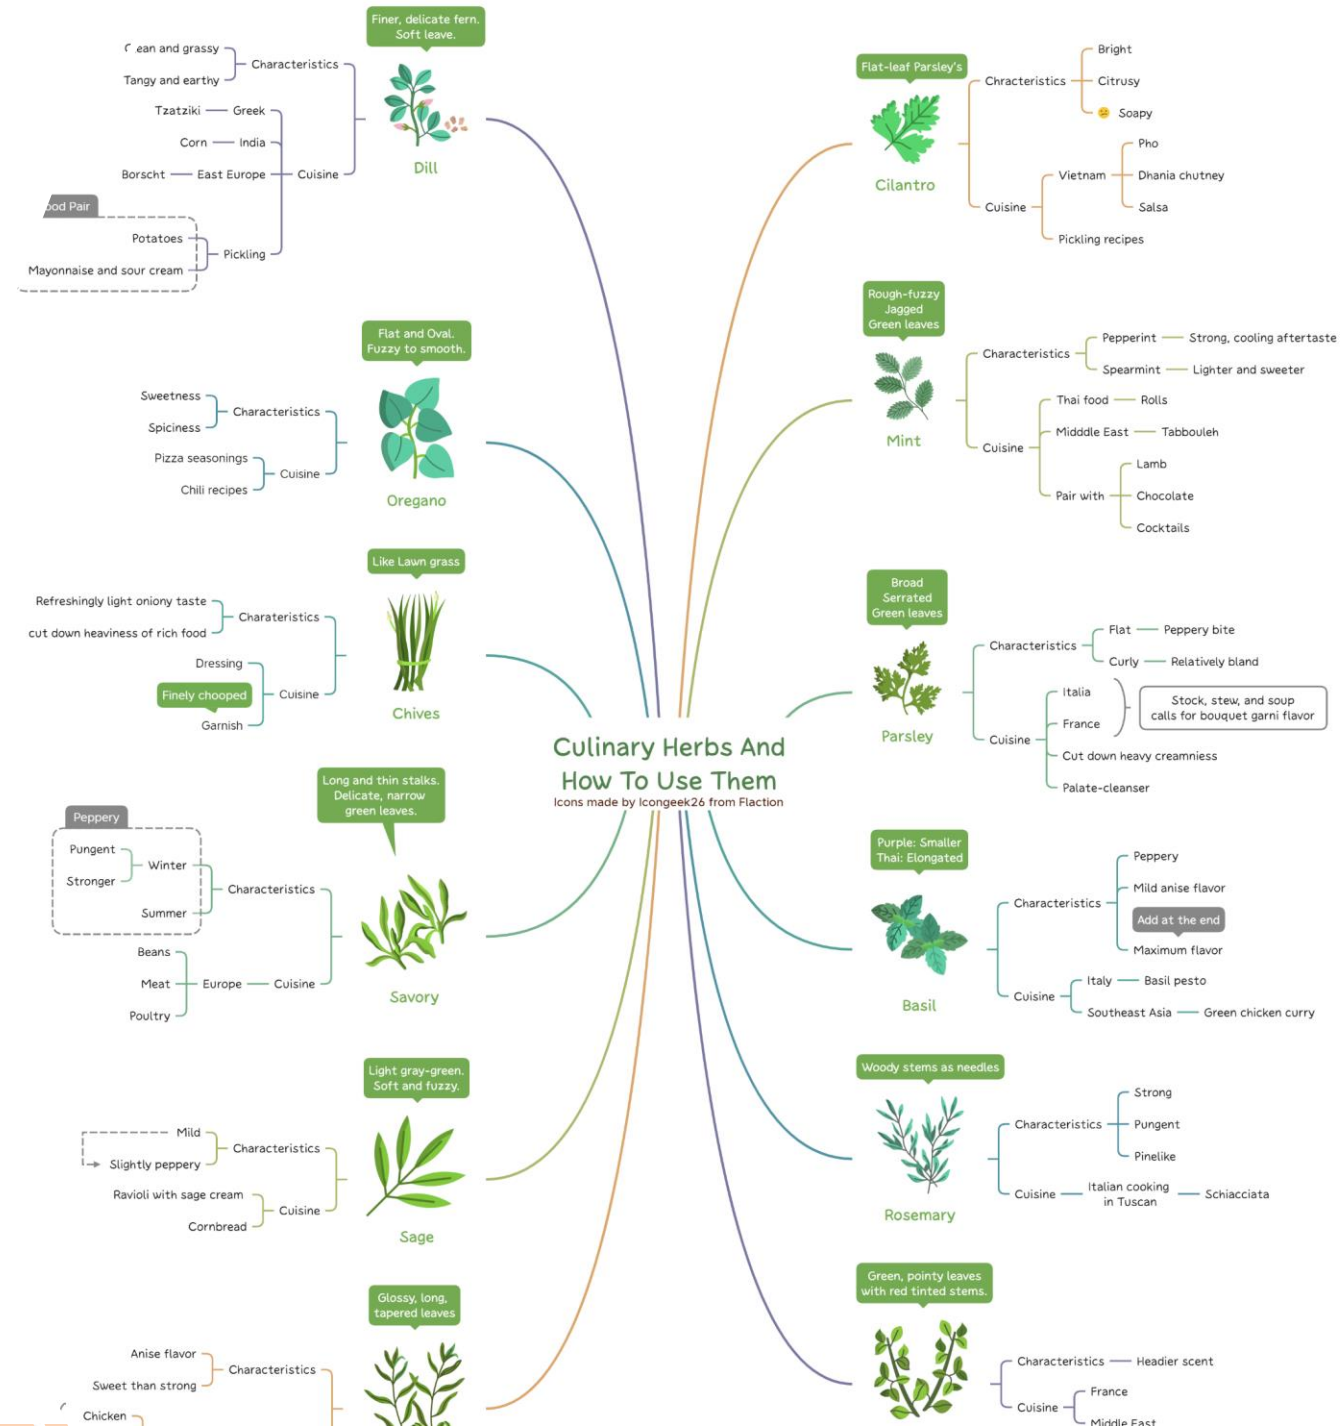 Culinary Herbs And
How To Use Them
Icons made by Icongeek26 from Flaction
Finer, delicate fern.
Soft leave.
Dill
Characteristics
ean and grassy
Tangy and earthy
Cuisine
Greek
Tzatziki
India
Corn
East Europe
Borscht
Pickling
ood Pair
Potatoes
Mayonnaise and sour cream
Flat and Oval.
Fuzzy to smooth.
Oregano
Characteristics
Sweetness
Spiciness
Cuisine
Pizza seasonings
Chili recipes
Like Lawn grass
Chives
Charateristics
Refreshingly light oniony taste
cut down heaviness of rich food
Cuisine
Dressing
Finely chooped
Garnish
Long and thin stalks.
Delicate, narrow
green leaves.
Savory
Characteristics
Peppery
Winter
Pungent
Stronger
Summer
Cuisine
Europe
Beans
Meat
Poultry
Light gray-green.
Soft and fuzzy.
Sage
Characteristics
Mild
Slightly peppery
Cuisine
Ravioli with sage cream
Cornbread
Glossy, long,
tapered leaves
Characteristics
Anise flavor
Sweet than strong
Chicken
Flat-leaf Parsley's
Cilantro
Chracteristics
Bright
Citrusy
Soapy
Cuisine
Vietnam
Pho
Dhania chutney
Salsa
Pickling recipes
Rough-fuzzy
Jagged
Green leaves
Mint
Characteristics
Pepperint
Strong, cooling aftertaste
Spearmint
Lighter and sweeter
Cuisine
Thai food
Rolls
Midddle East
Tabbouleh
Pair with
Lamb
Chocolate
Cocktails
Broad
Serrated
Green leaves
Parsley
Characteristics
Flat
Peppery bite
Curly
Relatively bland
Cuisine
Italia
France
Stock, stew, and soup
calls for bouquet garni flavor
Cut down heavy creamniess
Palate-cleanser
Purple: Smaller
Thai: Elongated
Basil
Characteristics
Peppery
Mild anise flavor
Add at the end
Maximum flavor
Cuisine
Italy
Basil pesto
Southeast Asia
Green chicken curry
Woody stems as needles
Rosemary
Characteristics
Strong
Pungent
Pinelike
Cuisine
Italian cooking
in Tuscan
Schiacciata
Green, pointy leaves
with red tinted stems.
Characteristics
Headier scent
Cuisine
France
Middle East